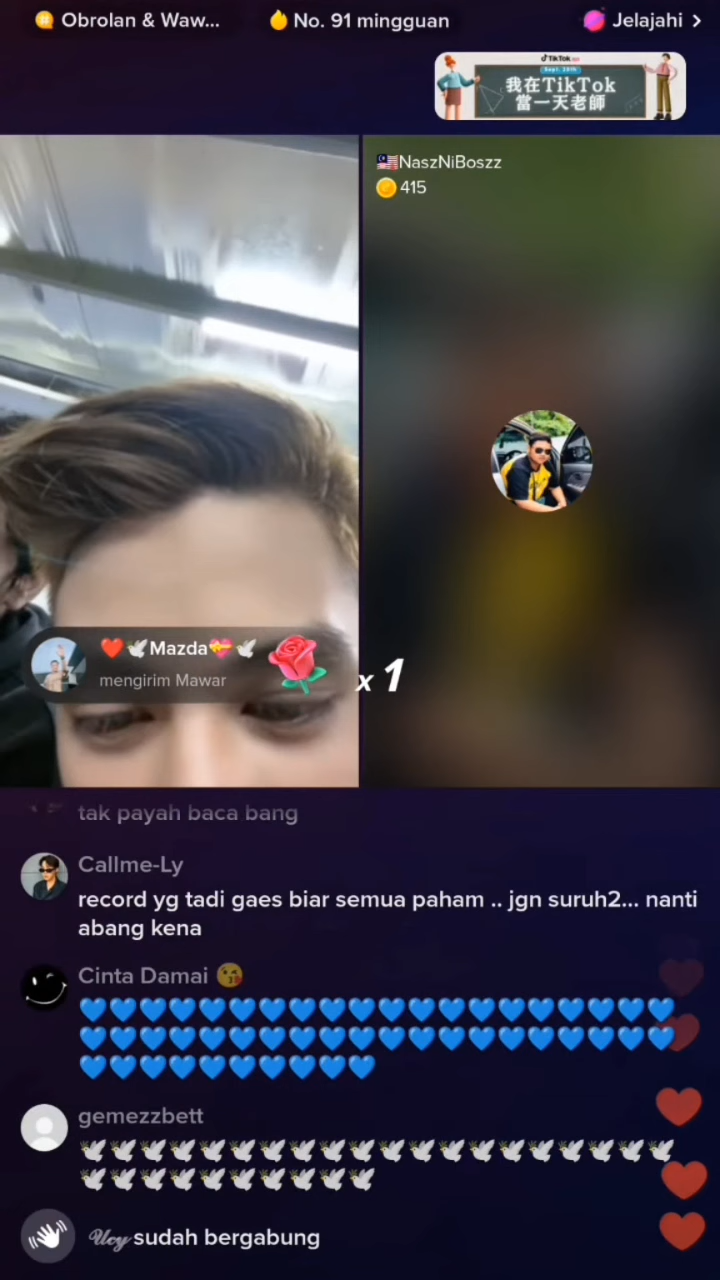 Obrolan & Waw...
No. 91 mingguan
Jelajahi >
TikTok
Sept. 28th
我在TikTok
當一天老師
🇲🇾NaszNiBoszz
415
❤️🕊️Mazda💝🕊️
mengirim Mawar
x 1
tak payah baca bang
Callme-Ly
record yg tadi gaes biar semua paham .. jgn suruh2... nanti
abang kena
Cinta Damai 😘
💙💙💙💙💙💙💙💙💙💙💙💙💙💙💙💙💙💙💙💙
💙💙💙💙💙💙💙💙💙💙💙💙💙💙💙💙💙💙💙💙
💙💙💙💙💙💙💙💙💙💙
gemezzbett
🕊️🕊️🕊️🕊️🕊️🕊️🕊️🕊️🕊️🕊️🕊️🕊️🕊️🕊️🕊️🕊️🕊️🕊️🕊️🕊️
🕊️🕊️🕊️🕊️🕊️🕊️🕊️🕊️🕊️🕊️
𝓤𝓬𝔂 sudah bergabung